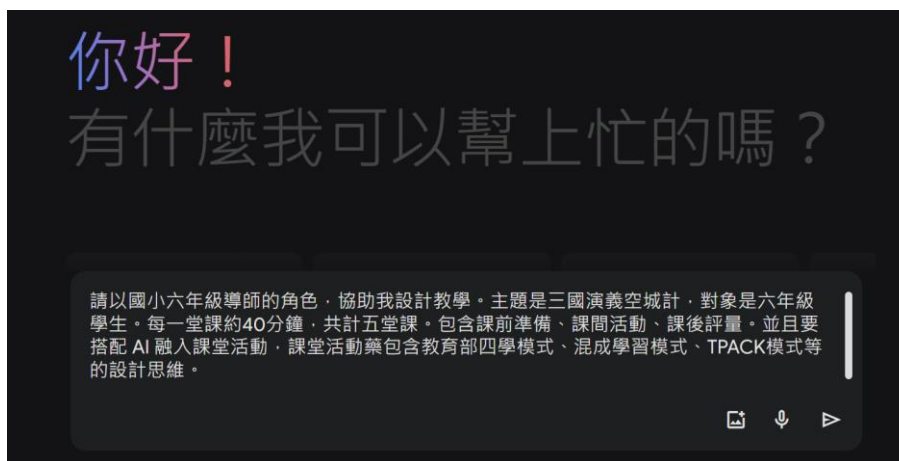 你好！
有什麼我可以幫上忙的嗎？
請以國小六年級導師的角色，協助我設計教學。主題是三國演義空城計，對象是六年級
學生。每一堂課約40分鐘，共計五堂課。包含課前準備、課間活動、課後評量。並且要
搭配 AI 融入課堂活動，課堂活動藥包含教育部四學模式、混成學習模式、TPACK模式等
的設計思維。